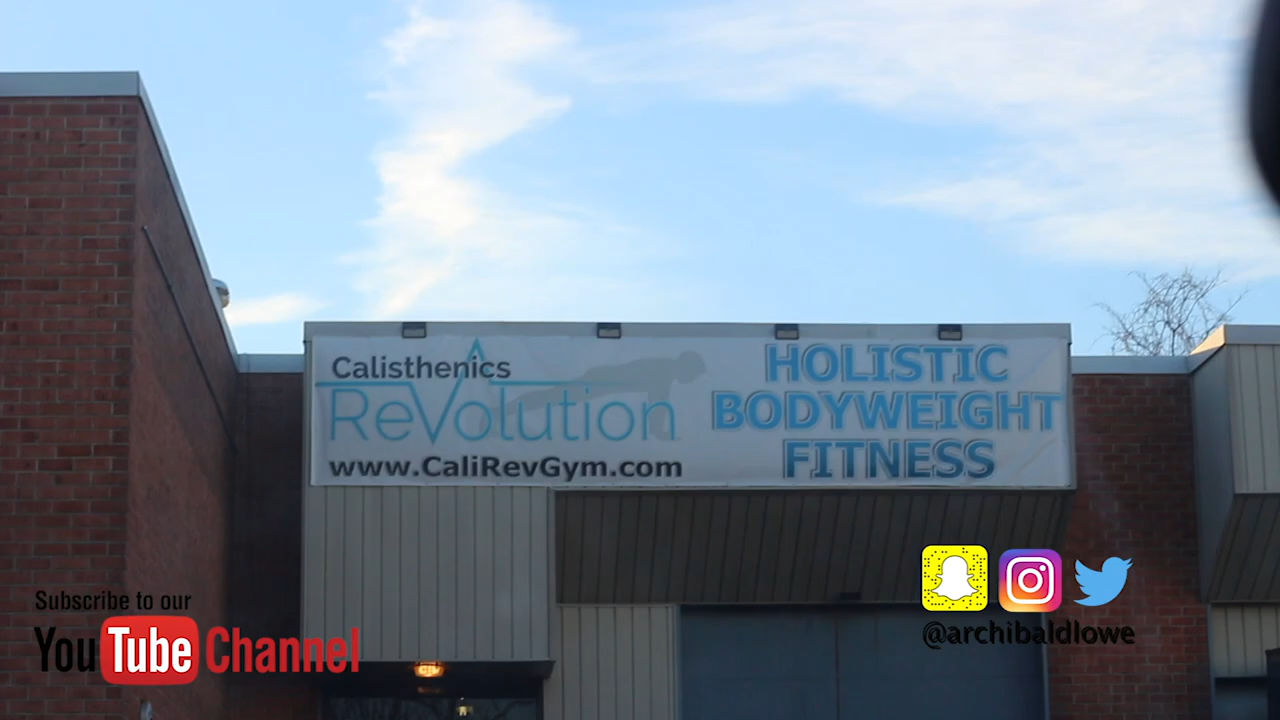 Calisthenics
ReVolution
www.CaliRevGym.com
HOLISTIC
BODYWEIGHT
FITNESS
Subscribe to our
YouTube Channel
@archibaldlowe